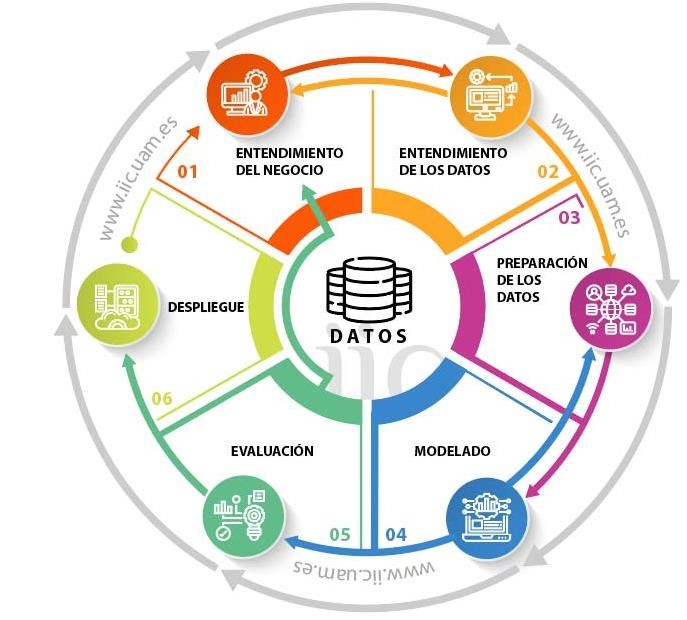 www.iic.uam.es
www.iic.uam.es
01
ENTENDIMIENTO
DEL NEGOCIO
ENTENDIMIENTO
DE LOS DATOS
02
03
PREPARACIÓN
DE LOS
DATOS
DESPLIEGUE
DATOS
iic
06
EVALUACIÓN
MODELADO
05
04
www.iic.uam.es